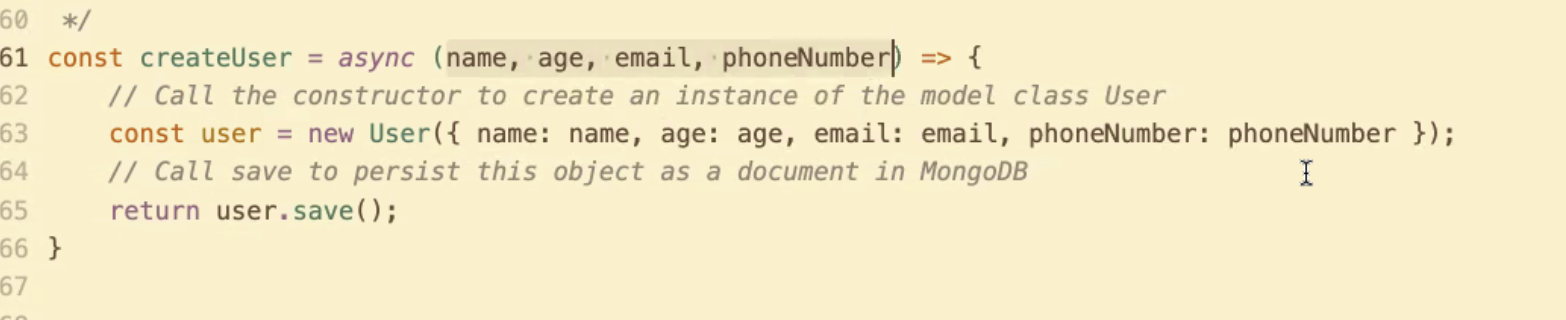 60 */
61 const createUser = async (name, age, email, phoneNumber) => {
62 // Call the constructor to create an instance of the model class User
63 const user = new User({ name: name, age: age, email: email, phoneNumber: phoneNumber });
64 // Call save to persist this object as a document in MongoDB
65 return user.save();
66 }
67